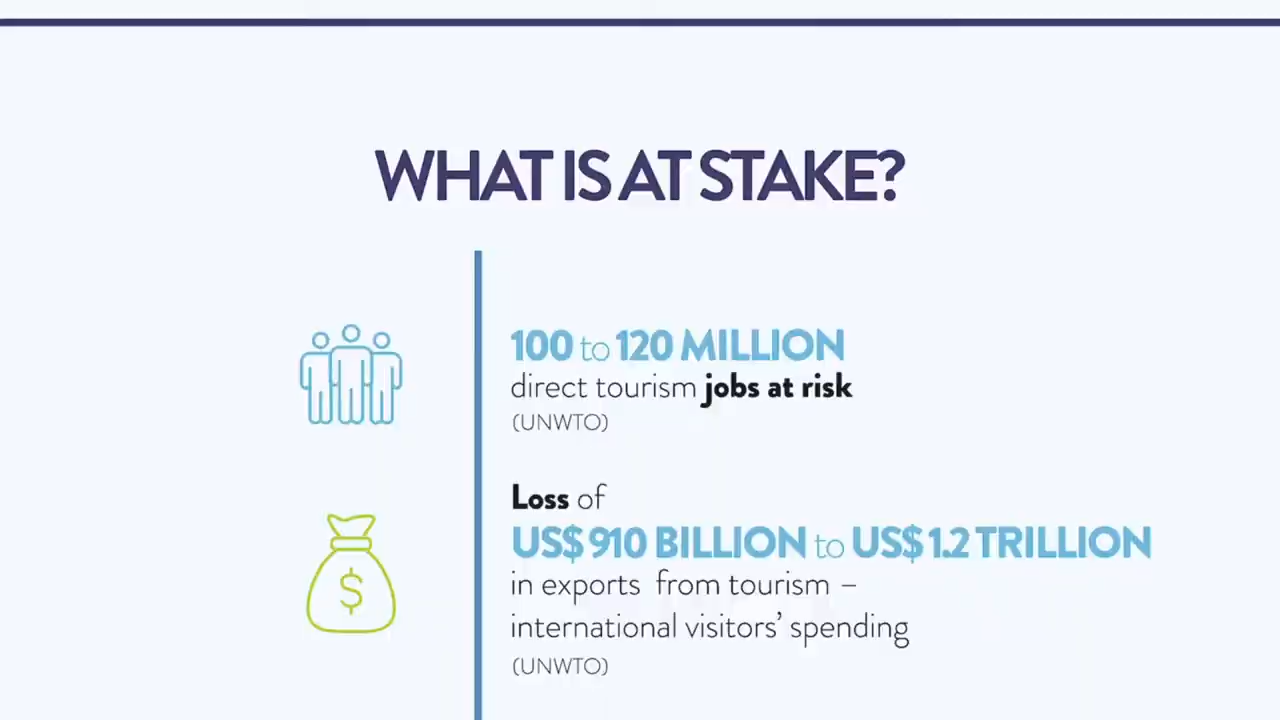 WHAT IS AT STAKE?
100 to 120 MILLION
direct tourism jobs at risk
(UNWTO)
Loss of
US$ 910 BILLION to US$ 1.2 TRILLION
in exports from tourism –
international visitors’ spending
(UNWTO)
$